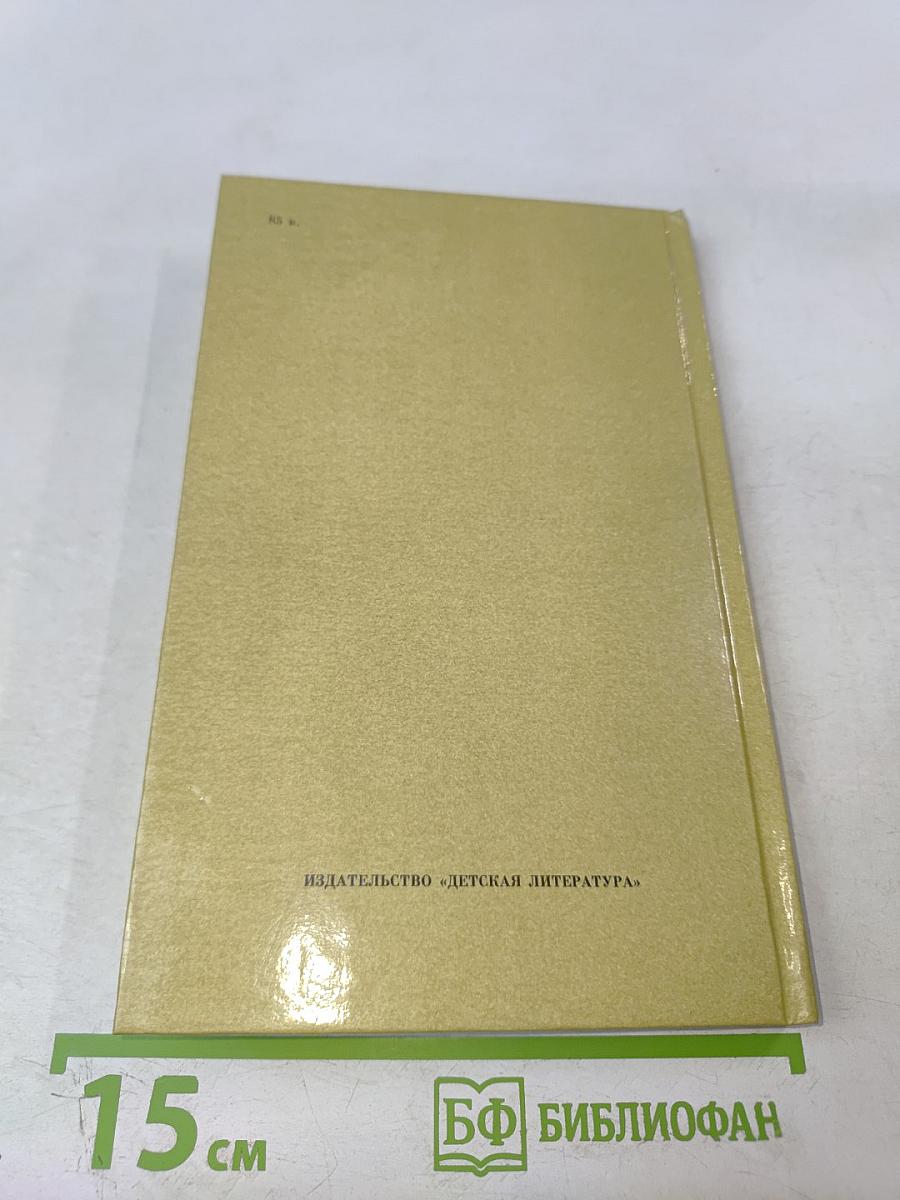 85 к.
ИЗДАТЕЛЬСТВО «ДЕТСКАЯ ЛИТЕРАТУРА»
15 см
БФ БИБЛИОФАН